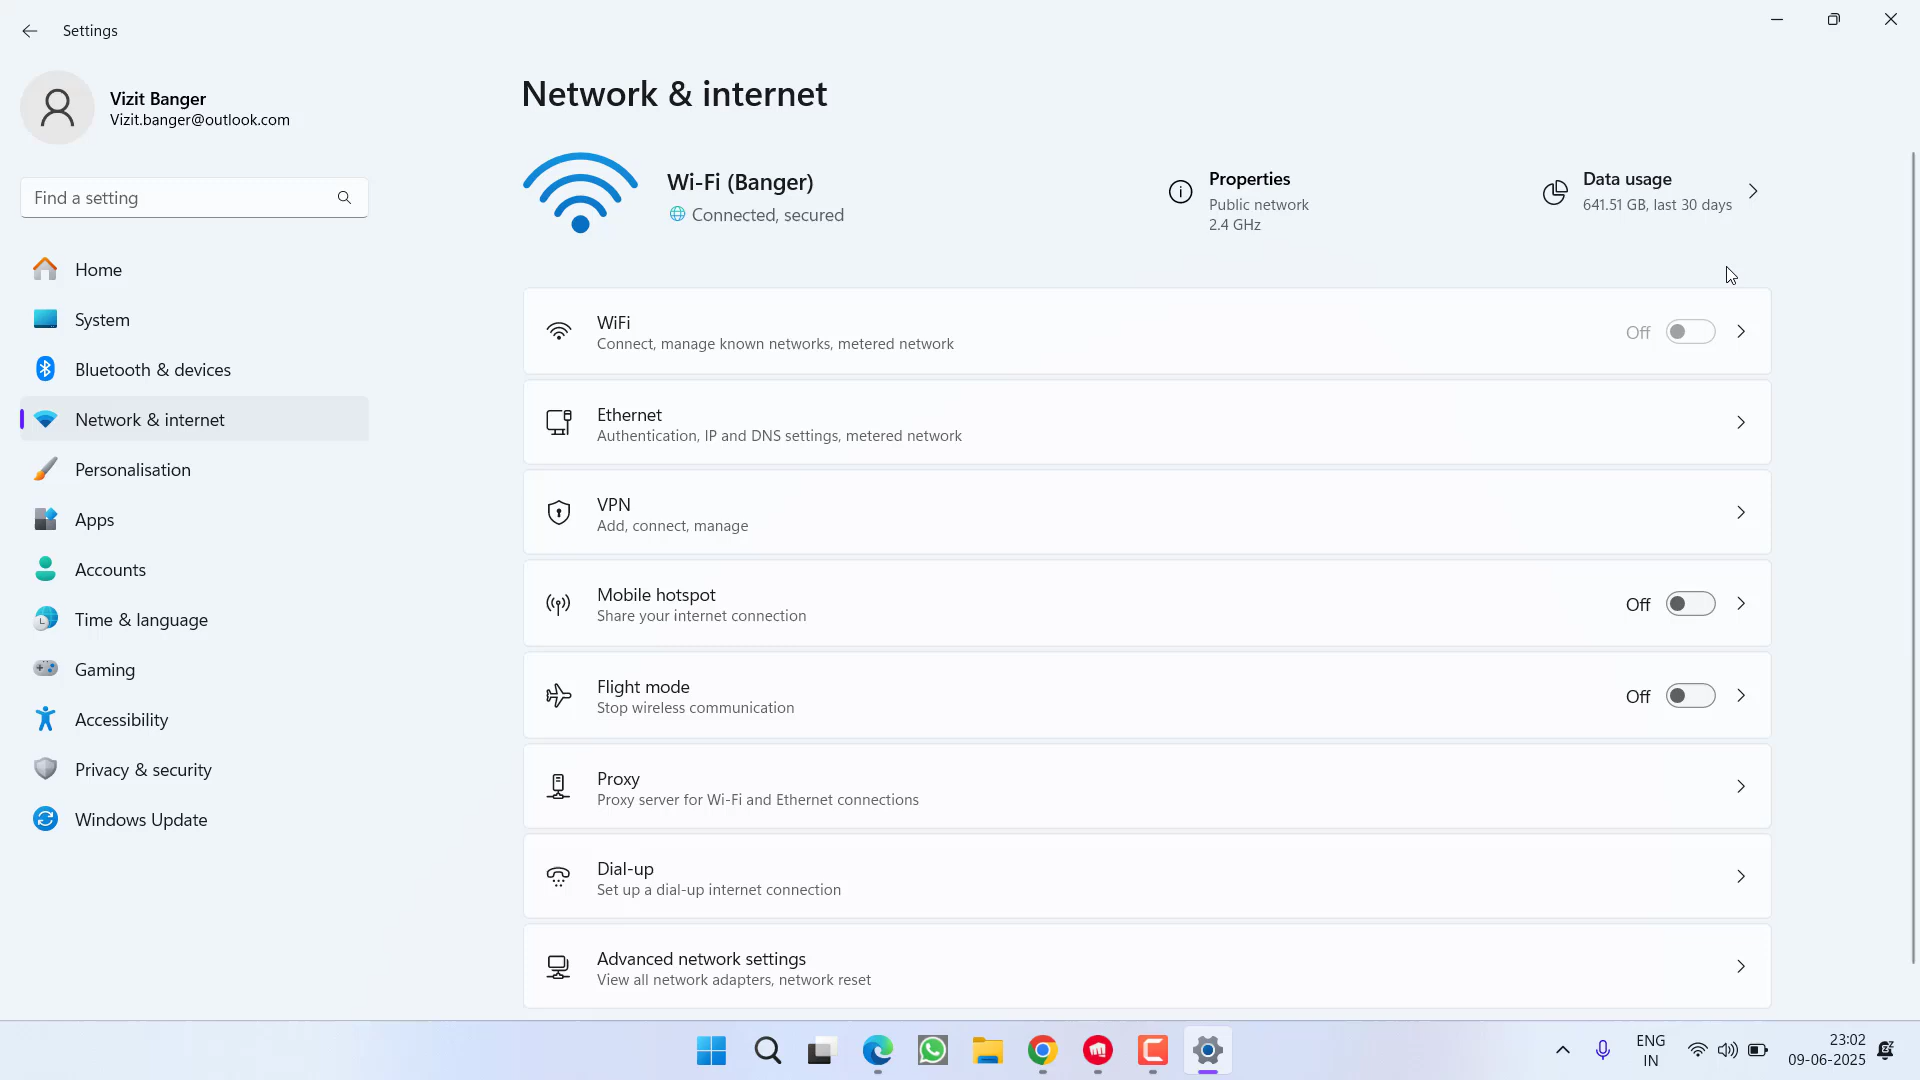 Settings
Vizit Banger
Vizit.banger@outlook.com
Find a setting
Home
System
Bluetooth & devices
Network & internet
Personalisation
Apps
Accounts
Time & language
Gaming
Accessibility
Privacy & security
Windows Update
Network & internet
Wi-Fi (Banger)
Connected, secured
Properties
Public network
2.4 GHz
Data usage
641.51 GB, last 30 days
WiFi
Connect, manage known networks, metered network
Off
Ethernet
Authentication, IP and DNS settings, metered network
VPN
Add, connect, manage
Mobile hotspot
Share your internet connection
Off
Flight mode
Stop wireless communication
Off
Proxy
Proxy server for Wi-Fi and Ethernet connections
Dial-up
Set up a dial-up internet connection
Advanced network settings
View all network adapters, network reset
ENG
IN
23:02
09-06-2025